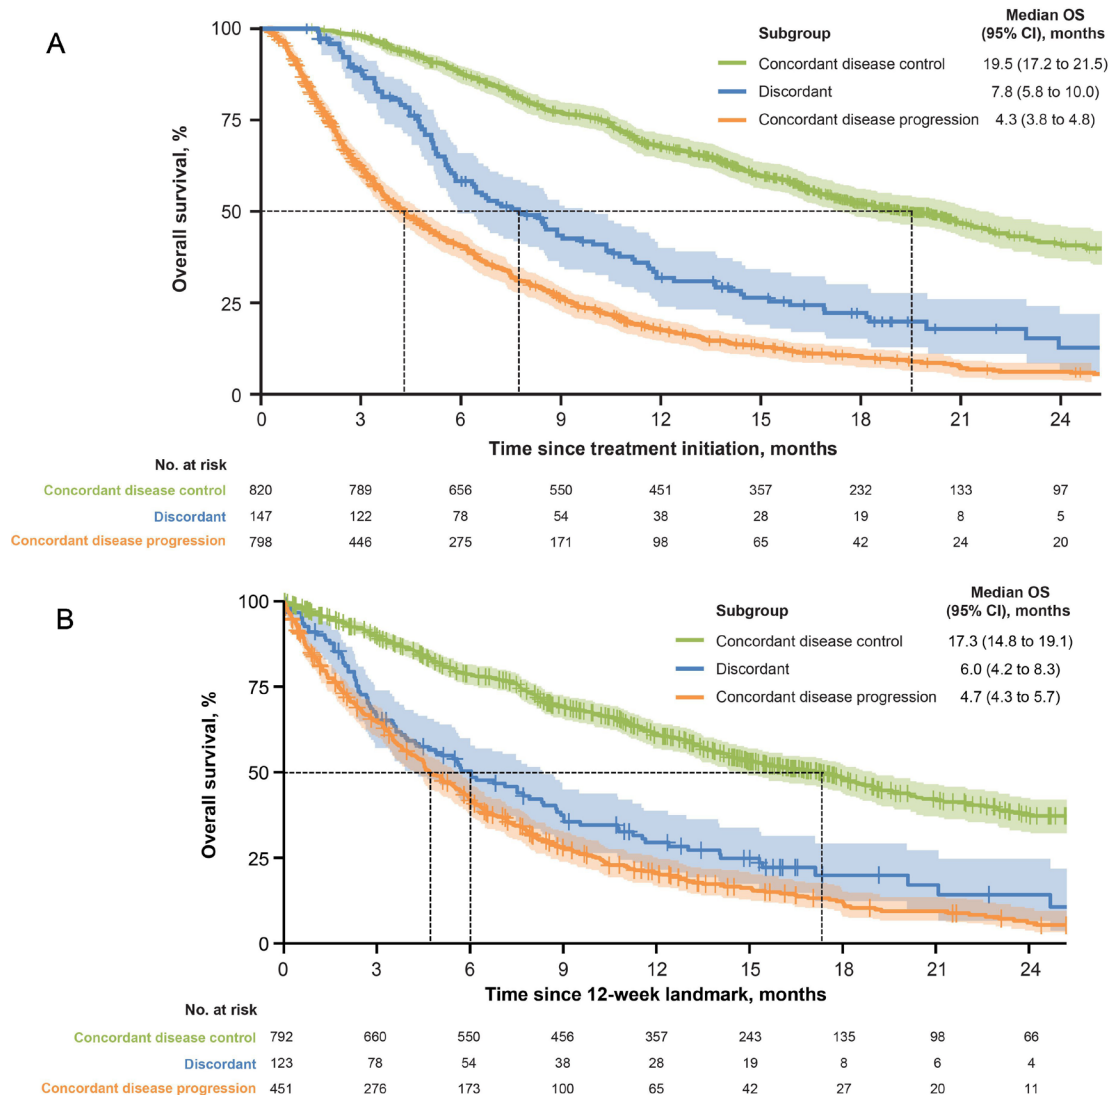 A
Median OS
Subgroup (95% CI), months
Concordant disease control 19.5 (17.2 to 21.5)
Discordant 7.8 (5.8 to 10.0)
Concordant disease progression 4.3 (3.8 to 4.8)
Overall survival, %
100
75
50
25
0
0 3 6 9 12 15 18 21 24
Time since treatment initiation, months
No. at risk
Concordant disease control 820 789 656 550 451 357 232 133 97
Discordant 147 122 78 54 38 28 19 8 5
Concordant disease progression 798 446 275 171 98 65 42 24 20
B
Median OS
Subgroup (95% CI), months
Concordant disease control 17.3 (14.8 to 19.1)
Discordant 6.0 (4.2 to 8.3)
Concordant disease progression 4.7 (4.3 to 5.7)
Overall survival, %
100
75
50
25
0
0 3 6 9 12 15 18 21 24
Time since 12-week landmark, months
No. at risk
Concordant disease control 792 660 550 456 357 243 135 98 66
Discordant 123 78 54 38 28 19 8 6 4
Concordant disease progression 451 276 173 100 65 42 27 20 11